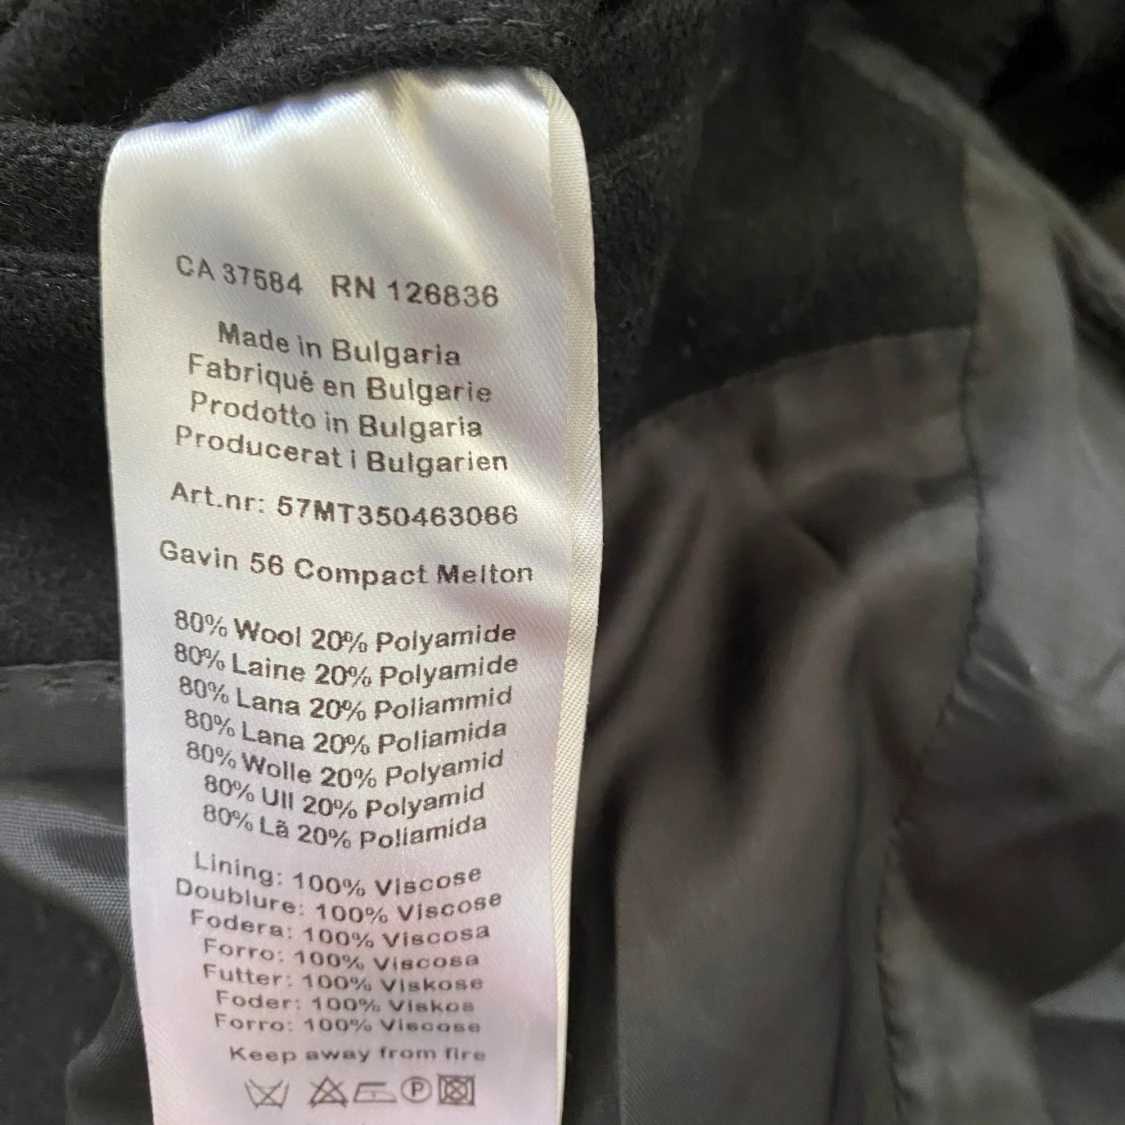 CA 37584 RN 126836
Made in Bulgaria
Fabriqué en Bulgarie
Prodotto in Bulgaria
Producerat i Bulgarien
Art.nr: 57MT350463066
Gavin 56 Compact Melton
80% Wool 20% Polyamide
80% Laine 20% Polyamide
80% Lana 20% Poliammid
80% Lana 20% Poliamida
80% Wolle 20% Polyamid
80% Ull 20% Polyamid
80% Lã 20% Poliamida
Lining: 100% Viscose
Doublure: 100% Viscose
Fodera: 100% Viscosa
Forro: 100% Viscosa
Futter: 100% Viskose
Foder: 100% Viskos
Forro: 100% Viscose
Keep away from fire
P